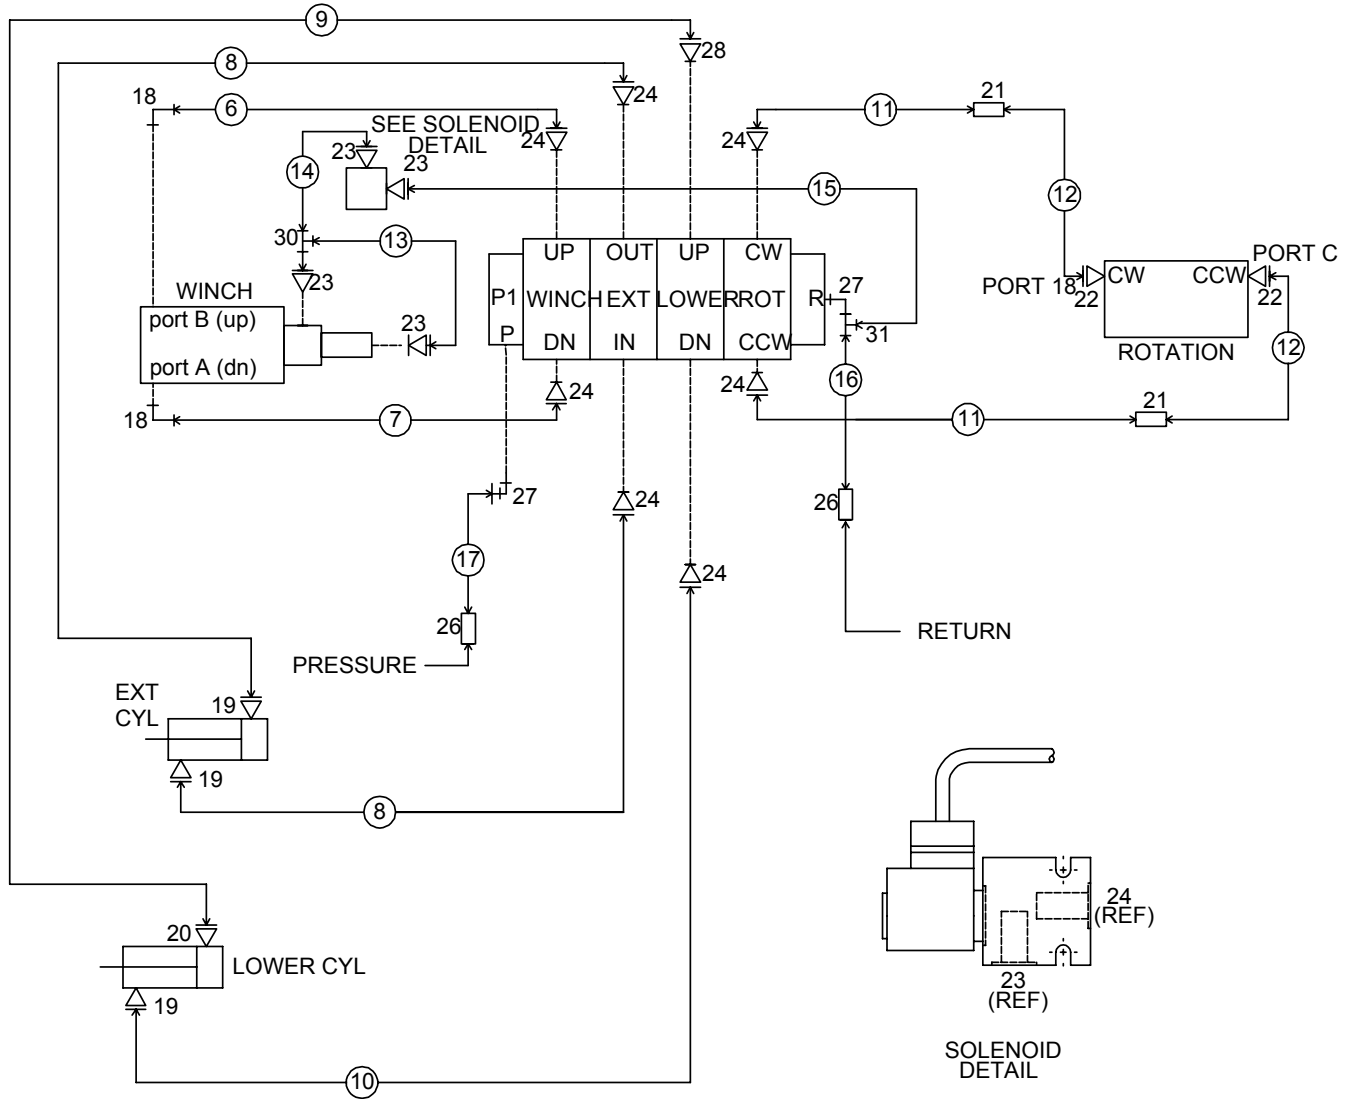 9
28
8
24
18
6
SEE SOLENOID
DETAIL
24
24
11
21
23
23
14
15
12
30
13
23
WINCH
port B (up)
port A (dn)
23
18
7
UP
OUT
UP
CW
P1
WINCH
EXT
LOWER
ROT
R
P
DN
IN
DN
CCW
27
31
16
24
24
PORT 18
22
CW
CCW
PORT C
22
ROTATION
12
11
21
27
24
26
17
24
26
PRESSURE
RETURN
EXT
CYL
19
19
8
20
LOWER CYL
19
10
24
(REF)
23
(REF)
SOLENOID
DETAIL